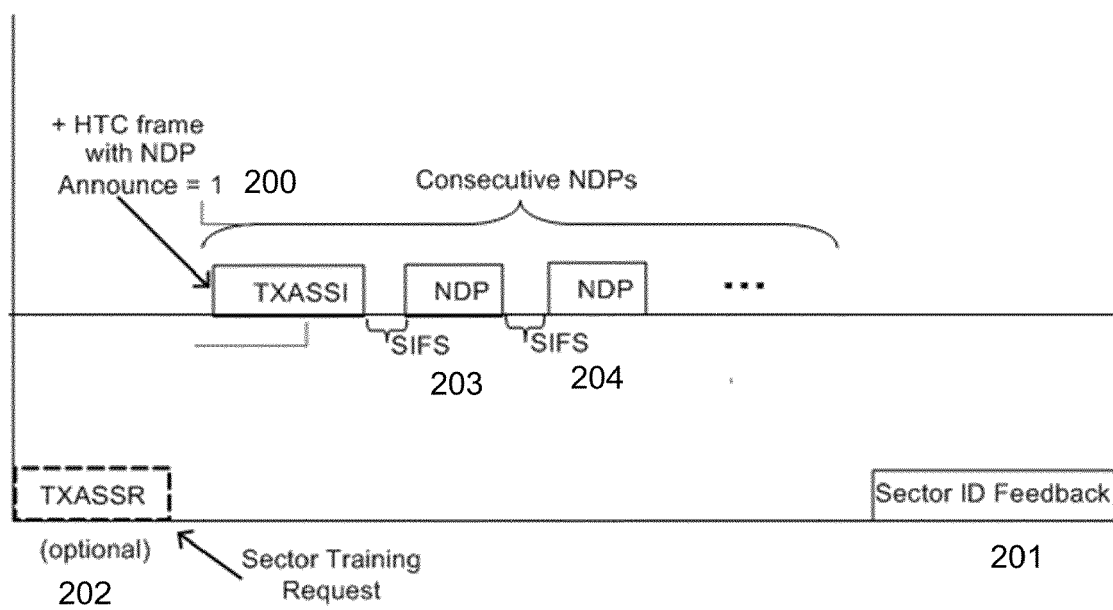 + HTC frame
with NDP
Announce = 1 200
Consecutive NDPs
TXASSI
NDP
NDP
...
SIFS
SIFS
203
204
TXASSR
Sector ID Feedback
(optional)
202
Sector Training
Request
201